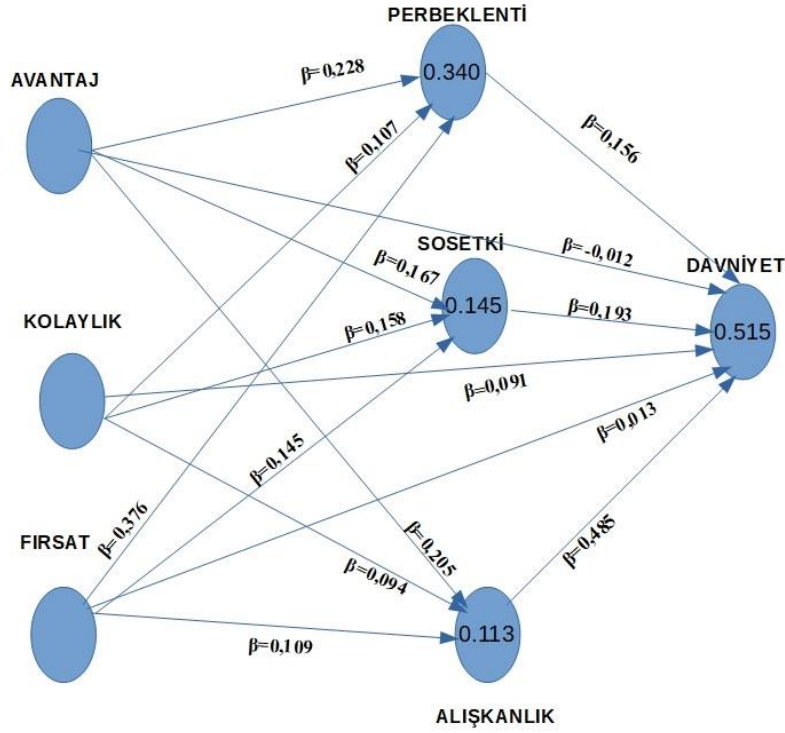 PERBEKLENTİ
0.340
β=0,228
AVANTAJ
β=0,107
β=0,156
SOSETKİ
β=-0,012
DAVNİYET
β=0,167
0.145
β=0,193
0.515
KOLAYLIK
β=0,158
β=0,091
β=0,013
β=0,145
FIRSAT
β=0,376
β=0,205
β=0,094
β=0,485
0.113
β=0,109
ALIŞKANLIK